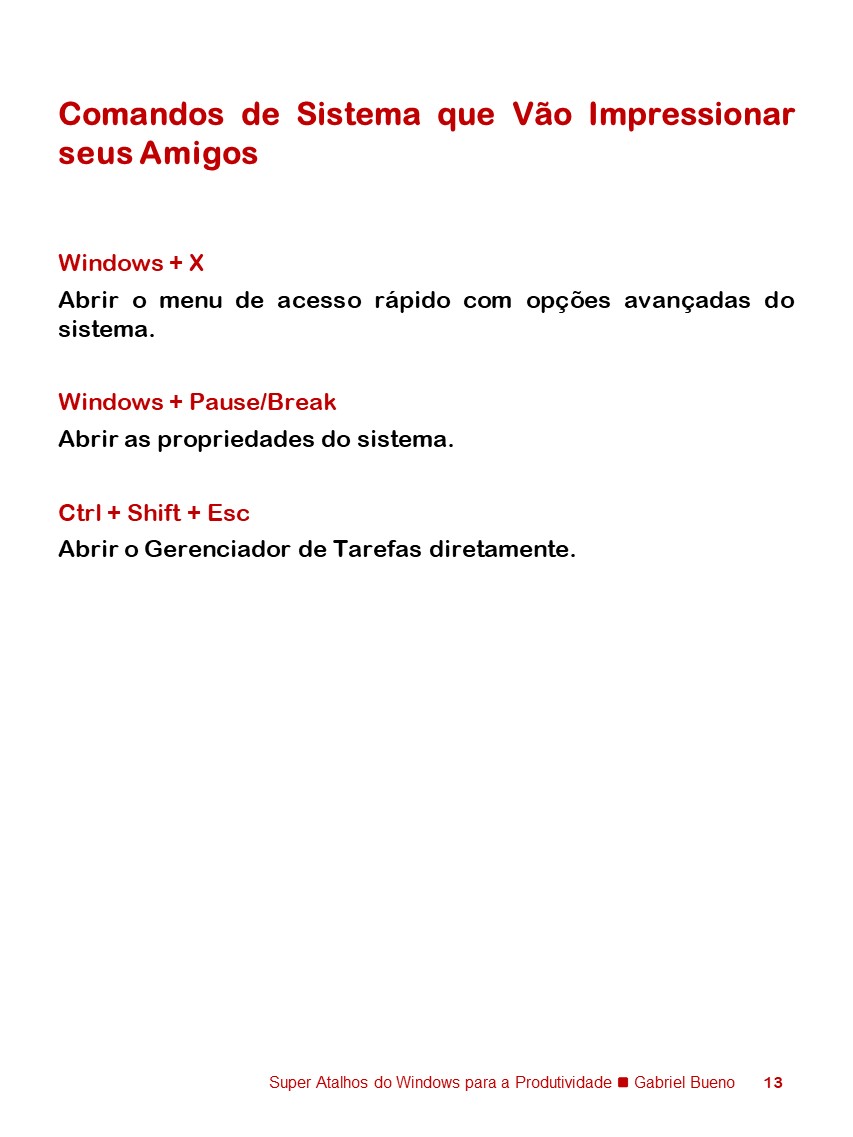 Comandos de Sistema que Vão Impressionar
seus Amigos
Windows + X
Abrir o menu de acesso rápido com opções avançadas do
sistema.
Windows + Pause/Break
Abrir as propriedades do sistema.
Ctrl + Shift + Esc
Abrir o Gerenciador de Tarefas diretamente.
Super Atalhos do Windows para a Produtividade ■ Gabriel Bueno 13